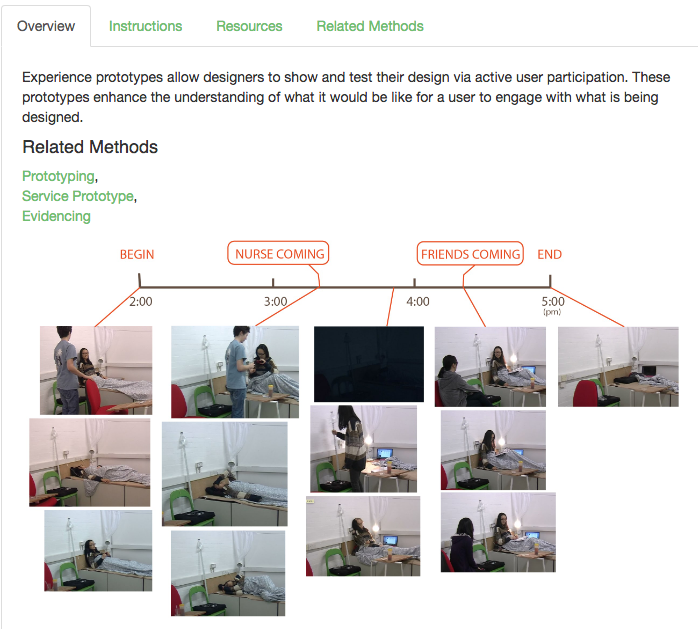 Overview
Instructions
Resources
Related Methods
Experience prototypes allow designers to show and test their design via active user participation. These
prototypes enhance the understanding of what it would be like for a user to engage with what is being
designed.
Related Methods
Prototyping,
Service Prototype,
Evidencing
BEGIN
NURSE COMING
FRIENDS COMING
END
2:00
3:00
4:00
5:00
(pm)